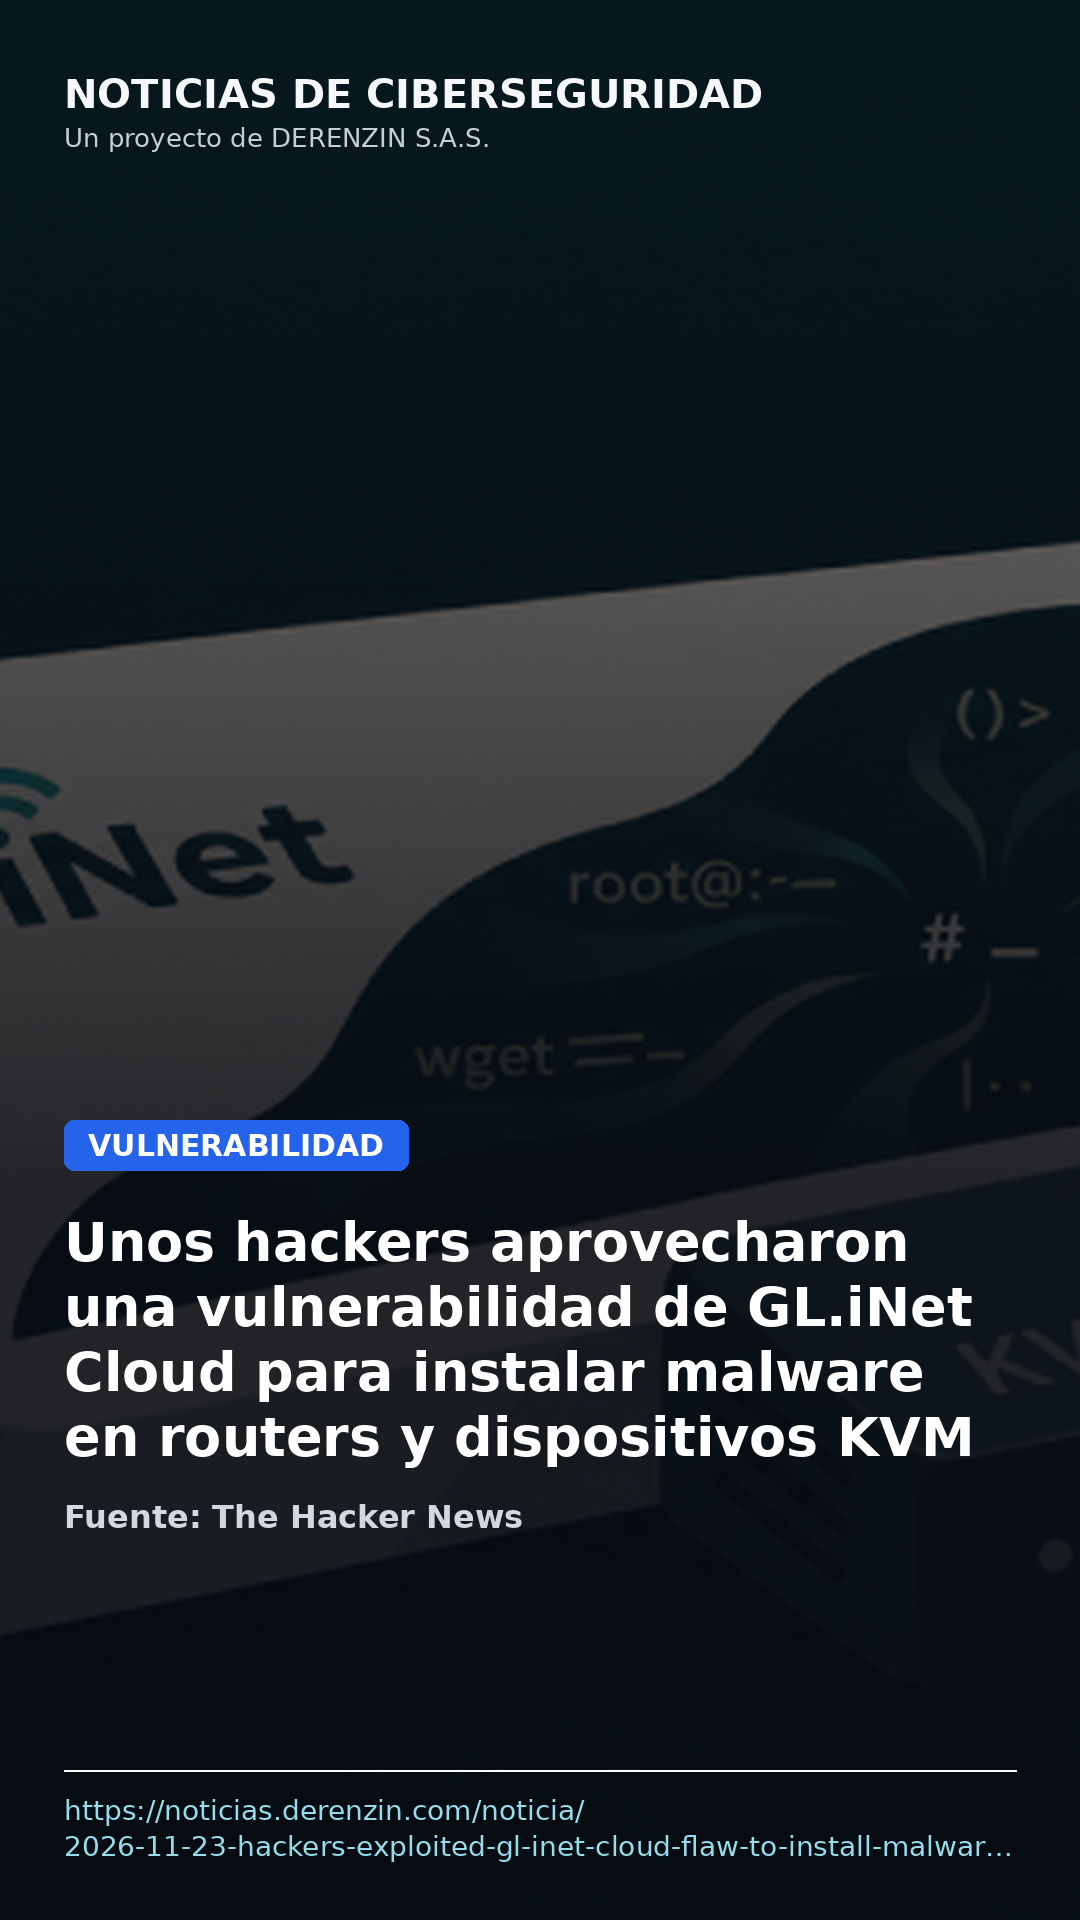 NOTICIAS DE CIBERSEGURIDAD
Un proyecto de DERENZIN S.A.S.
()>
iNet
root@:~—
# _
wget
KV
VULNERABILIDAD
Unos hackers aprovecharon
una vulnerabilidad de GL.iNet
Cloud para instalar malware
en routers y dispositivos KVM
Fuente: The Hacker News
https://noticias.derenzin.com/noticia/
2026-11-23-hackers-exploited-gl-inet-cloud-flaw-to-install-malwar...